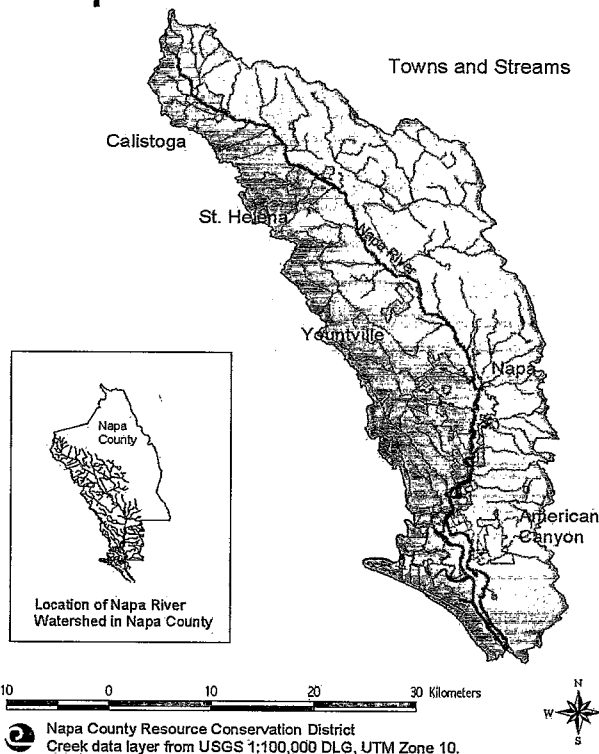 Towns and Streams
Calistoga
St. Helena
Napa River
Yountville
Napa
American
Canyon
Napa
County
Location of Napa River
Watershed in Napa County
10 0 10 20 30 Kilometers
N
W E
S
Napa County Resource Conservation District
Creek data layer from USGS 1:100,000 DLG, UTM Zone 10.